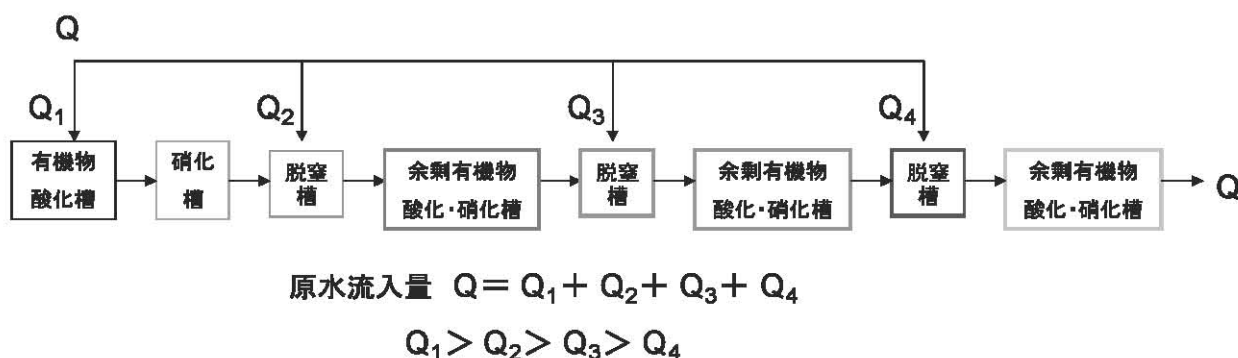 Q
Q₁
Q₂
Q₃
Q₄
有機物
酸化槽
硝化
槽
脱窒
槽
余剰有機物
酸化・硝化槽
脱窒
槽
余剰有機物
酸化・硝化槽
脱窒
槽
余剰有機物
酸化・硝化槽
Q
原水流入量 Q＝Q₁＋Q₂＋Q₃＋Q₄
Q₁＞Q₂＞Q₃＞Q₄